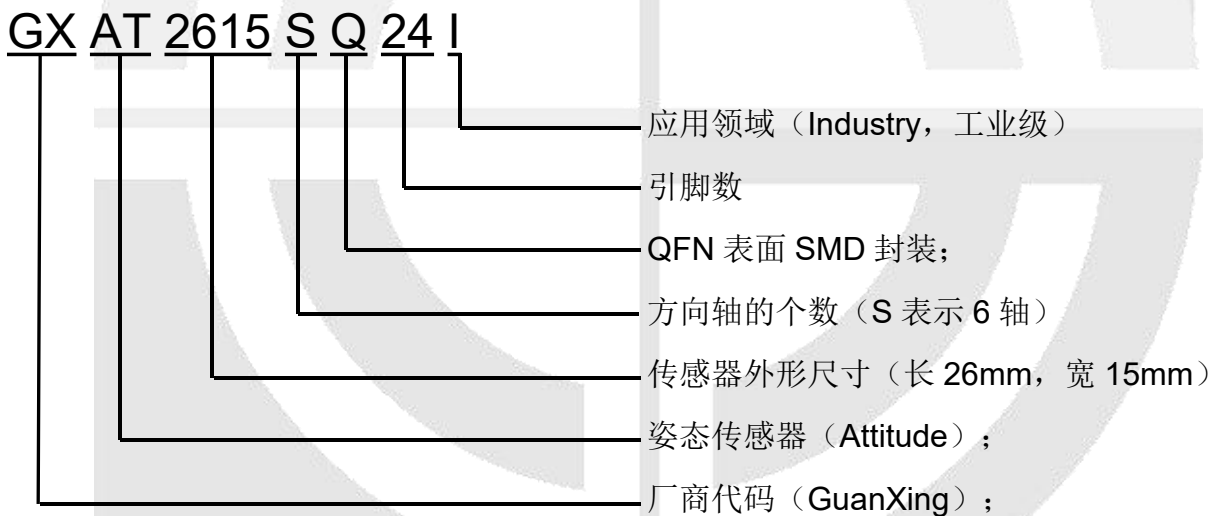 GX AT 2615 S Q 24 I
应用领域（Industry，工业级）
引脚数
QFN 表面 SMD 封装；
方向轴的个数（S 表示 6 轴）
传感器外形尺寸（长 26mm，宽 15mm）
姿态传感器（Attitude）；
厂商代码（GuanXing）；